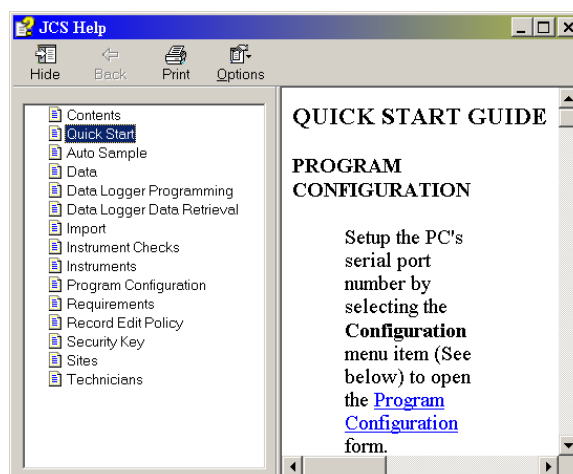 JCS Help
Hide Back Print Options
Contents
Quick Start
Auto Sample
Data
Data Logger Programming
Data Logger Data Retrieval
Import
Instrument Checks
Instruments
Program Configuration
Requirements
Record Edit Policy
Security Key
Sites
Technicians
QUICK START GUIDE
PROGRAM
CONFIGURATION
Setup the PC's
serial port
number by
selecting the
Configuration
menu item (See
below) to open
the Program
Configuration
form.